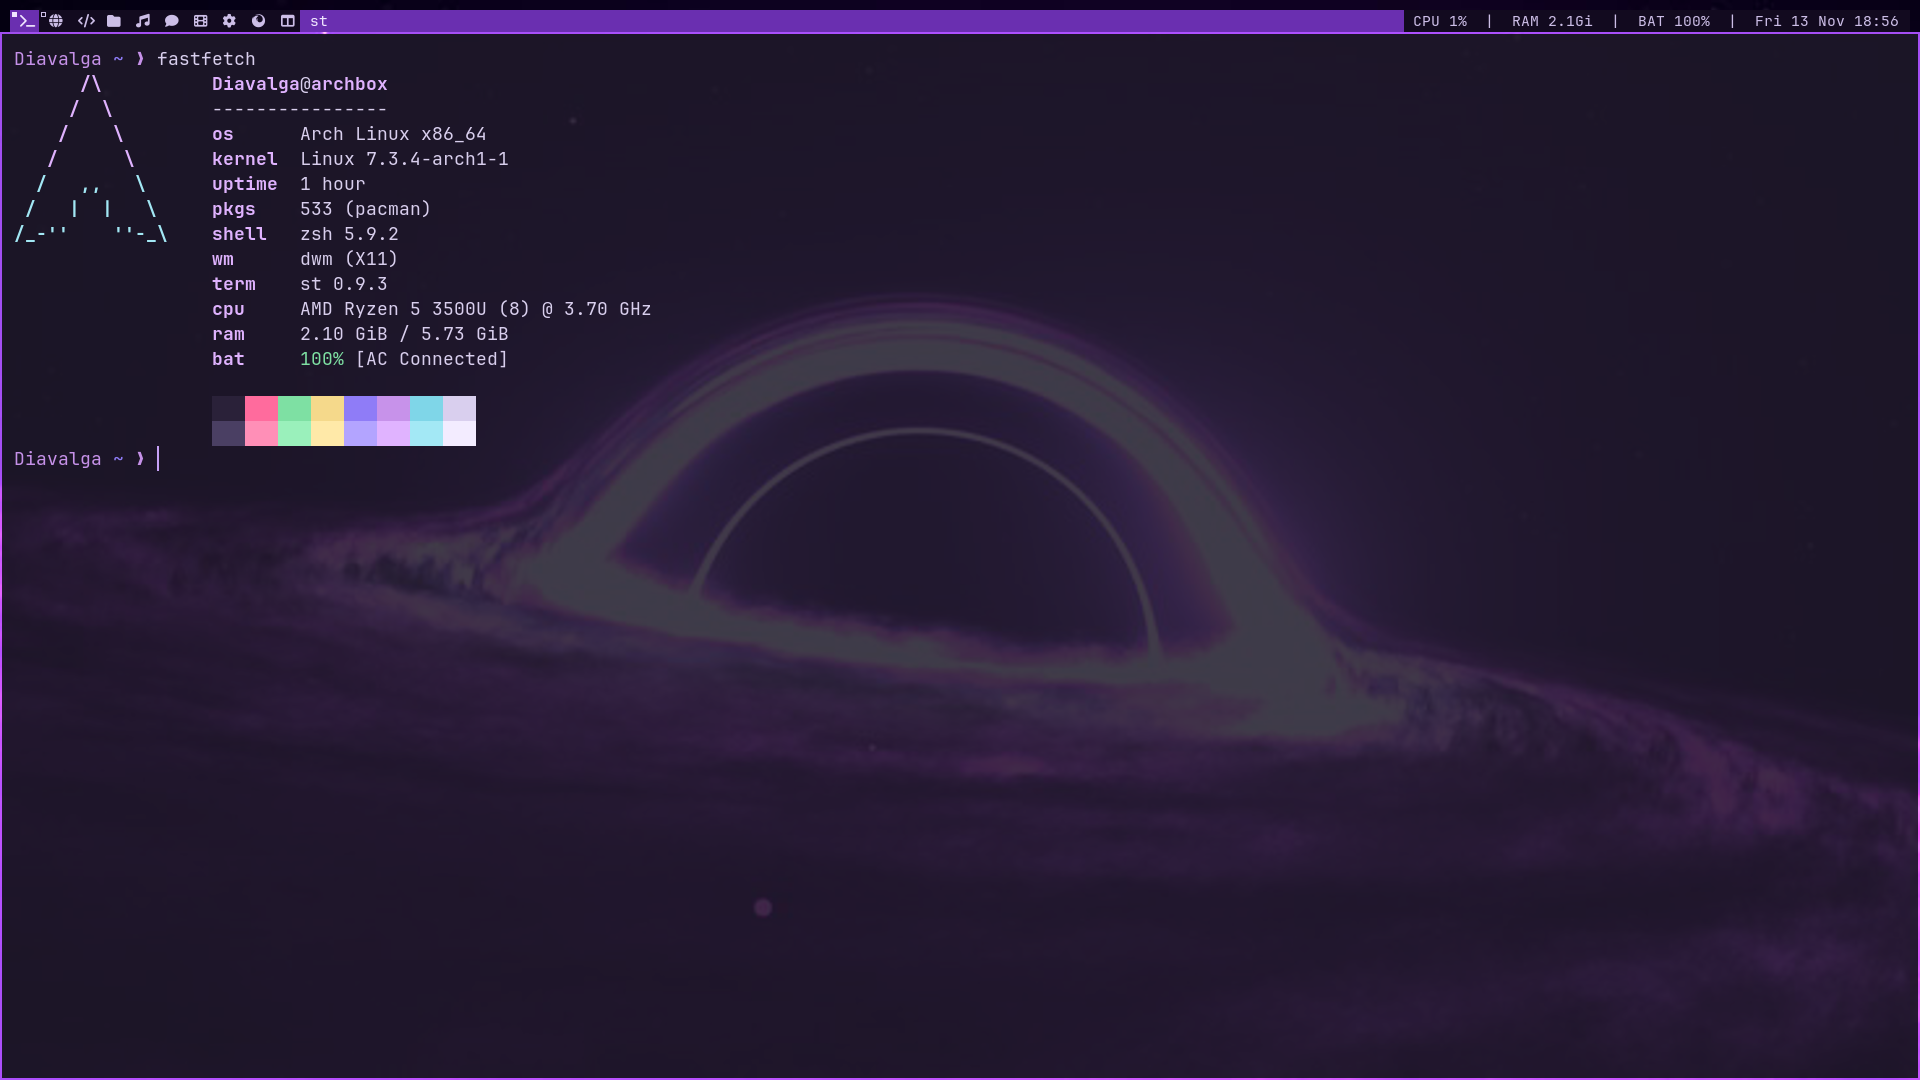 st
CPU 1% | RAM 2.1Gi | BAT 100% | Fri 13 Nov 18:56
Diavalga ~ ❯ fastfetch
Diavalga@archbox
----------------
os Arch Linux x86_64
kernel Linux 7.3.4-arch1-1
uptime 1 hour
pkgs 533 (pacman)
shell zsh 5.9.2
wm dwm (X11)
term st 0.9.3
cpu AMD Ryzen 5 3500U (8) @ 3.70 GHz
ram 2.10 GiB / 5.73 GiB
bat 100% [AC Connected]
Diavalga ~ ❯